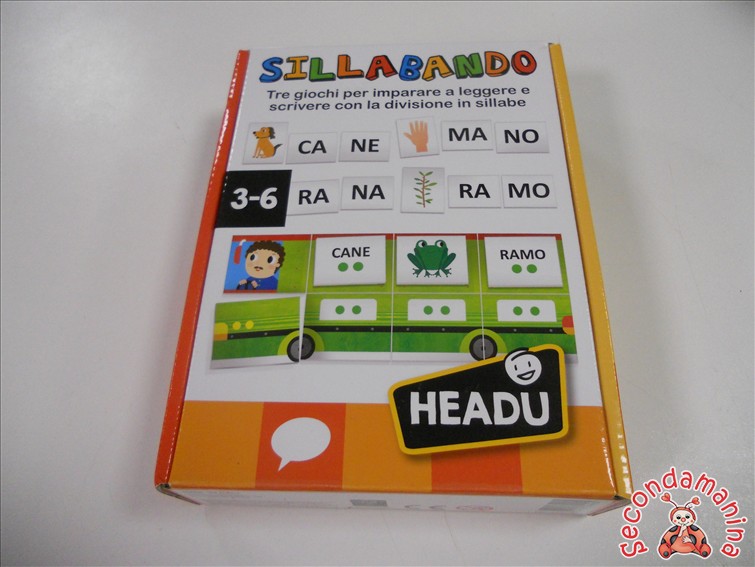 SILLABANDO
Tre giochi per imparare a leggere e
scrivere con la divisione in sillabe
CA NE MA NO
3-6 RA NA RA MO
CANE RAMO
HEADU
Secondamanina